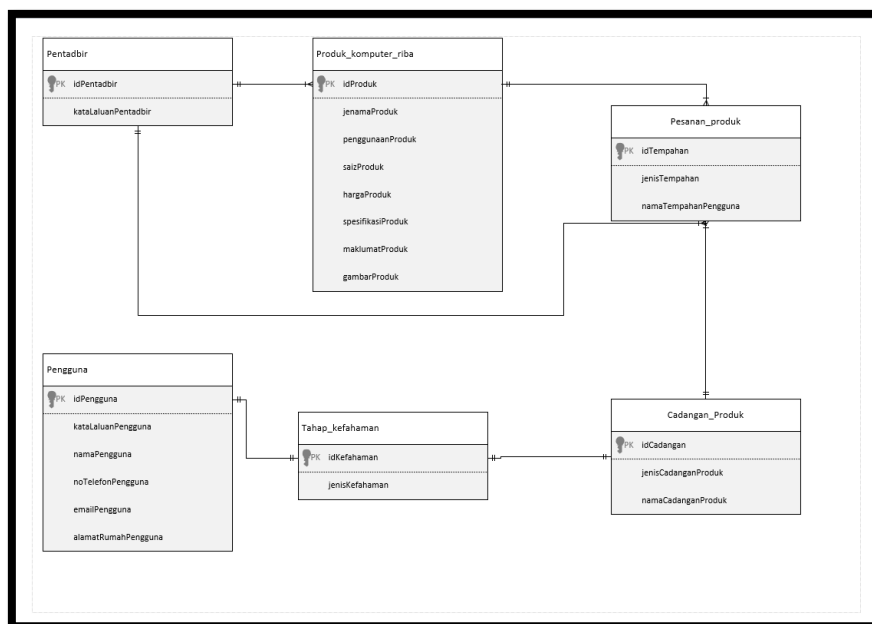 Pentadbir
PK idPentadbir
kataLaluanPentadbir
Produk_komputer_riba
PK idProduk
jenamaProduk
penggunaanProduk
saizProduk
hargaProduk
spesifikasiProduk
maklumatProduk
gambarProduk
Pesanan_produk
PK idTempahan
jenisTempahan
namaTempahanPengguna
Pengguna
PK idPengguna
kataLaluanPengguna
namaPengguna
noTelefonPengguna
emailPengguna
alamatRumahPengguna
Tahap_kefahaman
PK idKefahaman
jenisKefahaman
Cadangan_Produk
PK idCadangan
jenisCadanganProduk
namaCadanganProduk